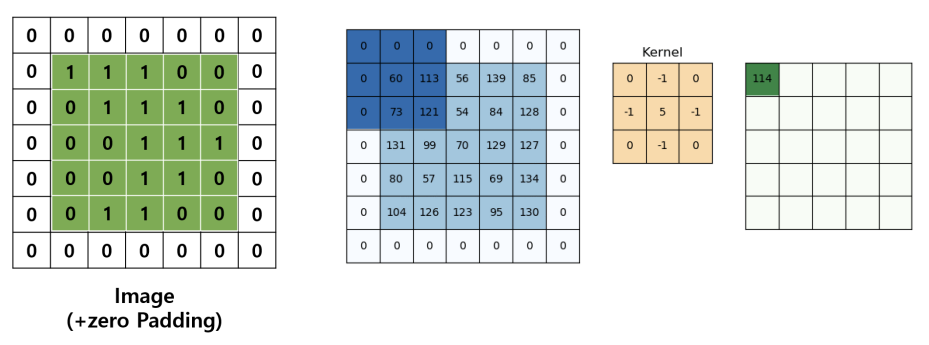 0 0 0 0 0 0 0
0 1 1 1 0 0 0
0 0 1 1 1 0 0
0 0 0 1 1 1 0
0 0 0 1 1 0 0
0 0 1 1 0 0 0
0 0 0 0 0 0 0
Image
(+zero Padding)
0 0 0 0 0 0 0
0 60 113 56 139 85 0
0 73 121 54 84 128 0
0 131 99 70 129 127 0
0 80 57 115 69 134 0
0 104 126 123 95 130 0
0 0 0 0 0 0 0
Kernel
0 -1 0
-1 5 -1
0 -1 0
114